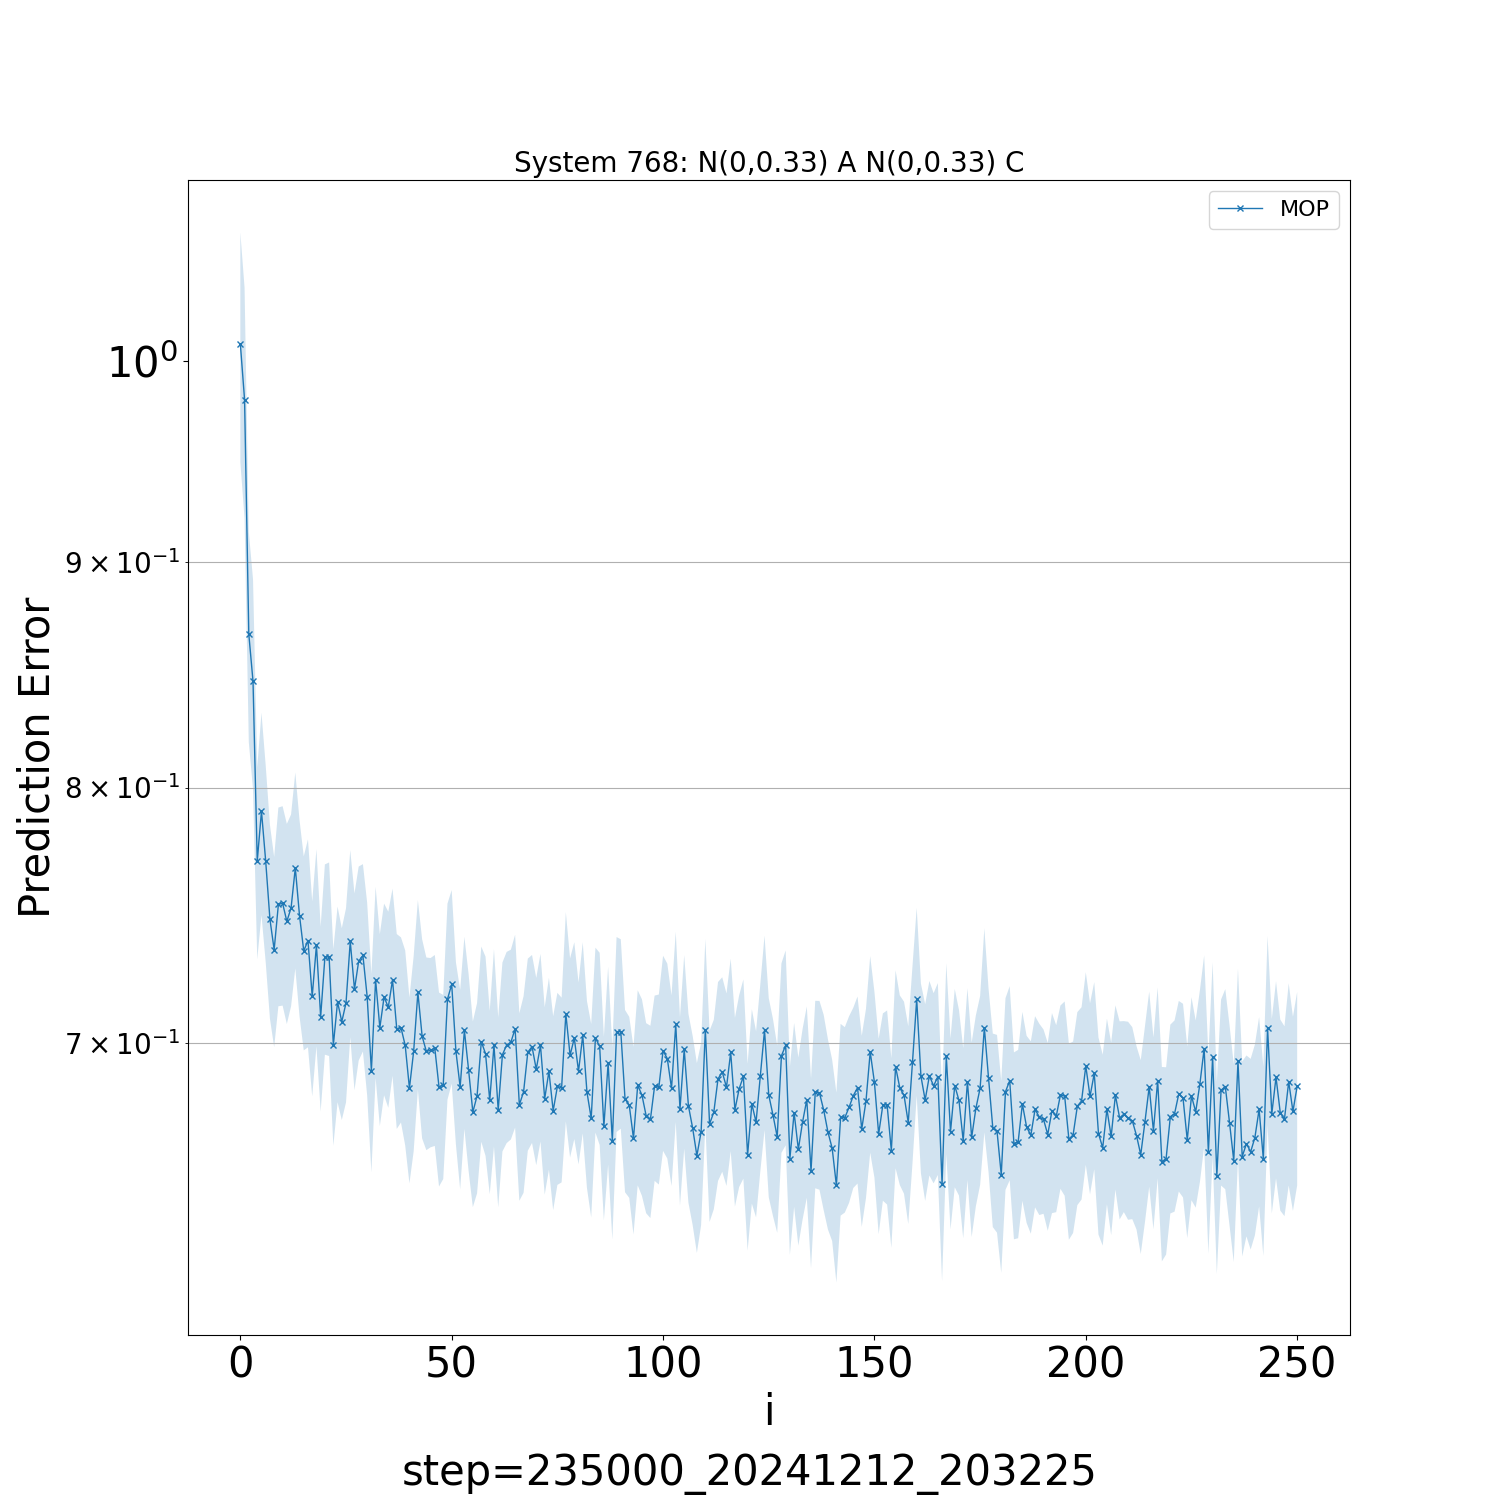 System 768: N(0,0.33) A N(0,0.33) C
MOP
10⁰
9 × 10⁻¹
8 × 10⁻¹
7 × 10⁻¹
Prediction Error
0 50 100 150 200 250
i
step=235000_20241212_203225